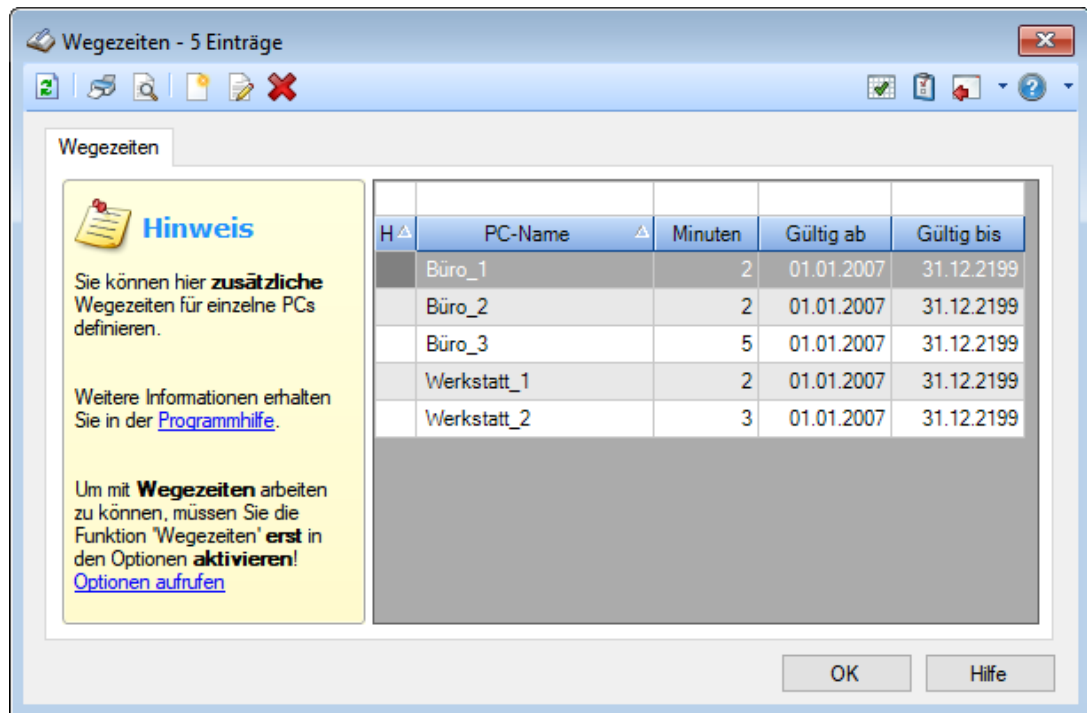 Wegezeiten - 5 Einträge
Wegezeiten
Hinweis
Sie können hier zusätzliche
Wegezeiten für einzelne PCs
definieren.
Weitere Informationen erhalten
Sie in der Programmhilfe.
Um mit Wegezeiten arbeiten
zu können, müssen Sie die
Funktion 'Wegezeiten' erst in
den Optionen aktivieren!
Optionen aufrufen
H PC-Name Minuten Gültig ab Gültig bis
Büro_1 2 01.01.2007 31.12.2199
Büro_2 2 01.01.2007 31.12.2199
Büro_3 5 01.01.2007 31.12.2199
Werkstatt_1 2 01.01.2007 31.12.2199
Werkstatt_2 3 01.01.2007 31.12.2199
OK Hilfe